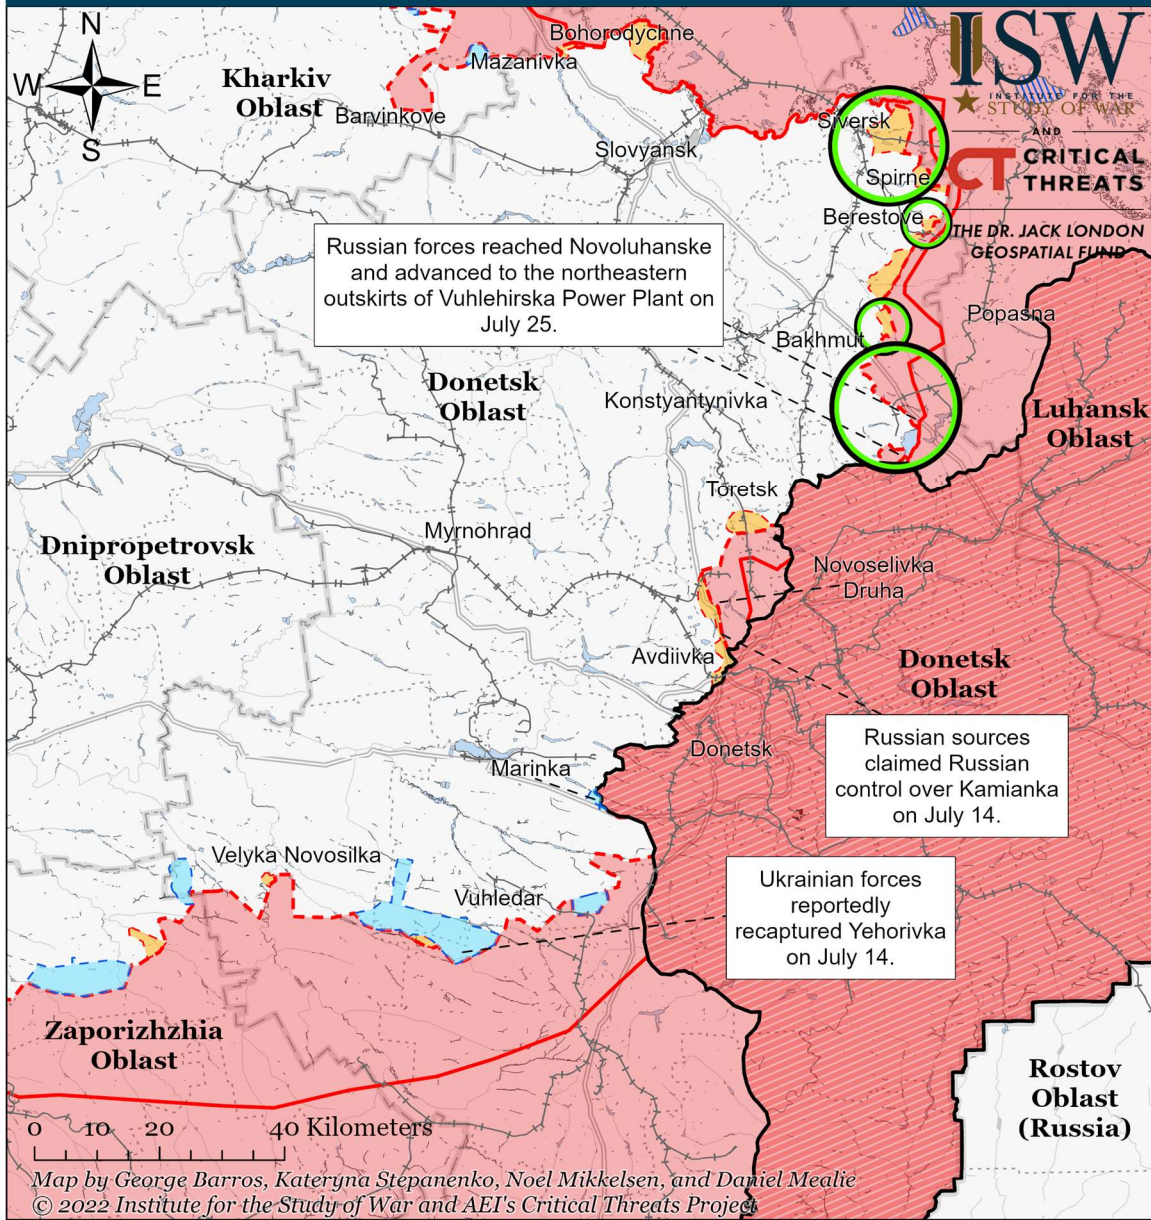 N
W E
S
Kharkiv
Oblast
Bohorodychne
Mazanivka
Barvinkove
Slovyansk
Siversk
Spirne
Berestove
ISW
INSTITUTE FOR THE
STUDY OF WAR
AND
CT CRITICAL
THREATS
THE DR. JACK LONDON
GEOSPATIAL FUND
Russian forces reached Novoluhanske
and advanced to the northeastern
outskirts of Vuhlehirska Power Plant on
July 25.
Popasna
Bakhmut
Donetsk
Oblast
Konstyantynivka
Luhansk
Oblast
Toretsk
Myrnohrad
Dnipropetrovsk
Oblast
Novoselivka
Druha
Avdiivka
Donetsk
Oblast
Donetsk
Marinka
Russian sources
claimed Russian
control over Kamianka
on July 14.
Velyka Novosilka
Vuhledar
Ukrainian forces
reportedly
recaptured Yehorivka
on July 14.
Zaporizhzhia
Oblast
Rostov
Oblast
(Russia)
0 10 20 40 Kilometers
Map by George Barros, Kateryna Stepanenko, Noel Mikkelsen, and Daniel Mealie
© 2022 Institute for the Study of War and AEI's Critical Threats Project